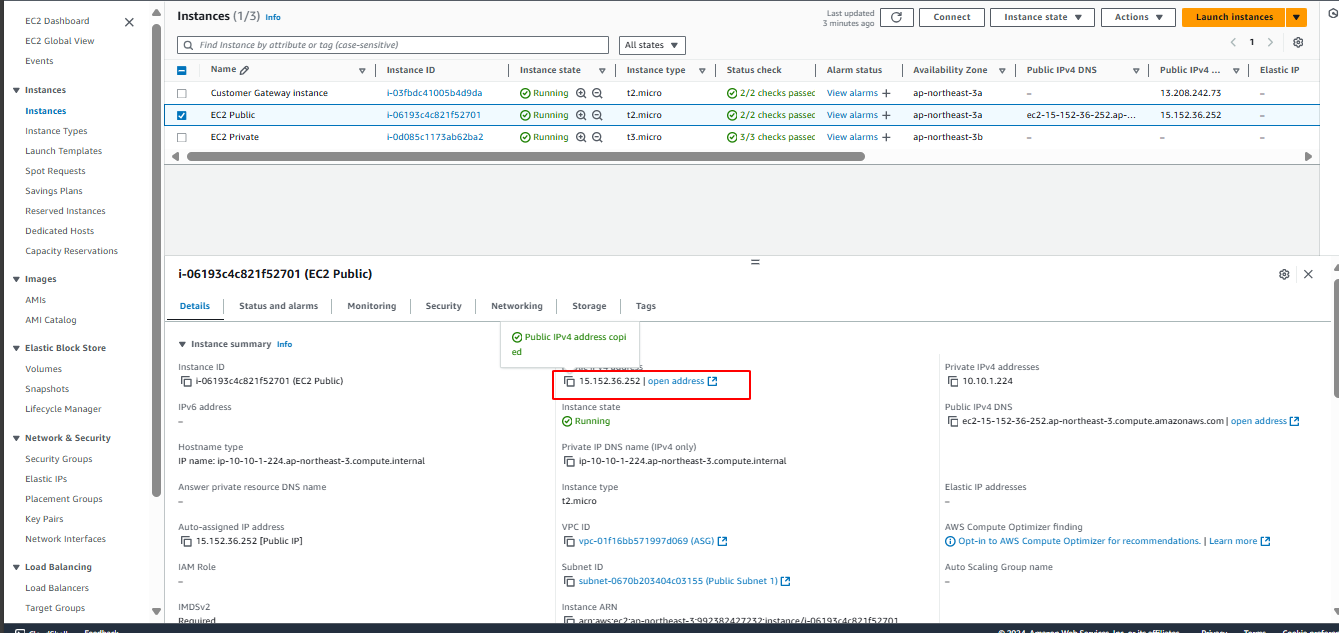 EC2 Dashboard
EC2 Global View
Events
Instances
Instances
Instance Types
Launch Templates
Spot Requests
Savings Plans
Reserved Instances
Dedicated Hosts
Capacity Reservations
Images
AMIs
AMI Catalog
Elastic Block Store
Volumes
Snapshots
Lifecycle Manager
Network & Security
Security Groups
Elastic IPs
Placement Groups
Key Pairs
Network Interfaces
Load Balancing
Load Balancers
Target Groups
Instances (1/3) Info
Last updated
3 minutes ago
Connect
Instance state
Actions
Launch instances
Find Instance by attribute or tag (case-sensitive)
All states
1
Name Instance ID Instance state Instance type Status check Alarm status Availability Zone Public IPv4 DNS Public IPv4 ... Elastic IP
Customer Gateway instance i-03fbdc41005b4d9da Running t2.micro 2/2 checks passed View alarms + ap-northeast-3a – 13.208.242.73 –
EC2 Public i-06193c4c821f52701 Running t2.micro 2/2 checks passed View alarms + ap-northeast-3a ec2-15-152-36-252.ap-... 15.152.36.252 –
EC2 Private i-0d085c1173ab62ba2 Running t3.micro 3/3 checks passed View alarms + ap-northeast-3b – – –
i-06193c4c821f52701 (EC2 Public)
Details Status and alarms Monitoring Security Networking Storage Tags
Public IPv4 address copi
ed
Instance summary Info
Instance ID
i-06193c4c821f52701 (EC2 Public)
15.152.36.252 | open address
Private IPv4 addresses
10.10.1.224
IPv6 address
–
Instance state
Running
Public IPv4 DNS
ec2-15-152-36-252.ap-northeast-3.compute.amazonaws.com | open address
Hostname type
IP name: ip-10-10-1-224.ap-northeast-3.compute.internal
Private IP DNS name (IPv4 only)
ip-10-10-1-224.ap-northeast-3.compute.internal
Answer private resource DNS name
–
Instance type
t2.micro
Elastic IP addresses
–
Auto-assigned IP address
15.152.36.252 [Public IP]
VPC ID
vpc-01f16bb571997d069 (ASG)
AWS Compute Optimizer finding
Opt-in to AWS Compute Optimizer for recommendations. | Learn more
IAM Role
–
Subnet ID
subnet-0670b203404c03155 (Public Subnet 1)
Auto Scaling Group name
–
IMDSv2
Required
Instance ARN
arn:aws:ec2:ap-northeast-3:992382427232:instance/i-06193c4c821f52701
CloudShell Feedback
© 2024, Amazon Web Services, Inc. or its affiliates. Privacy Terms